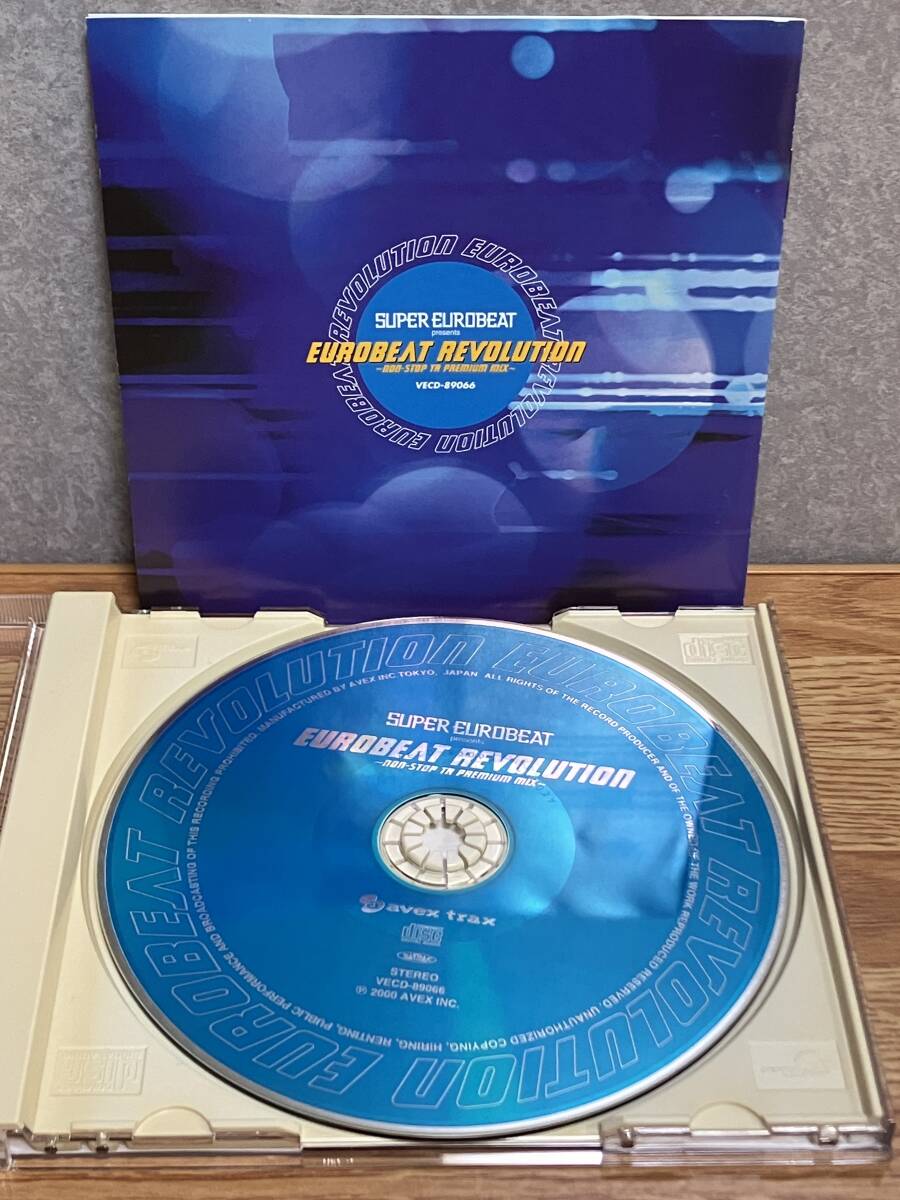 EUROBEAT REVOLUTION EUROBEAT REVOLUTION
SUPER EUROBEAT
presents
EUROBEAT REVOLUTION
~NON-STOP TR PREMIUM MIX~
VECD-89066
EUROBEAT REVOLUTION EUROBEAT REVOLUTION
MANUFACTURED BY AVEX INC.TOKYO, JAPAN ALL RIGHTS OF THE RECORD PRODUCER AND OF THE OWNER OF THE WORK REPRODUCED RESERVED. UNAUTHORIZED COPYING, HIRING, RENTING, PUBLIC PERFORMANCE AND BROADCASTING OF THIS RECORDING PROHIBITED.
SUPER EUROBEAT
presents
EUROBEAT REVOLUTION
~NON-STOP TR PREMIUM MIX~
avex trax
disc
STEREO
VECD-89066
Ⓟ 2000 AVEX INC.
disc